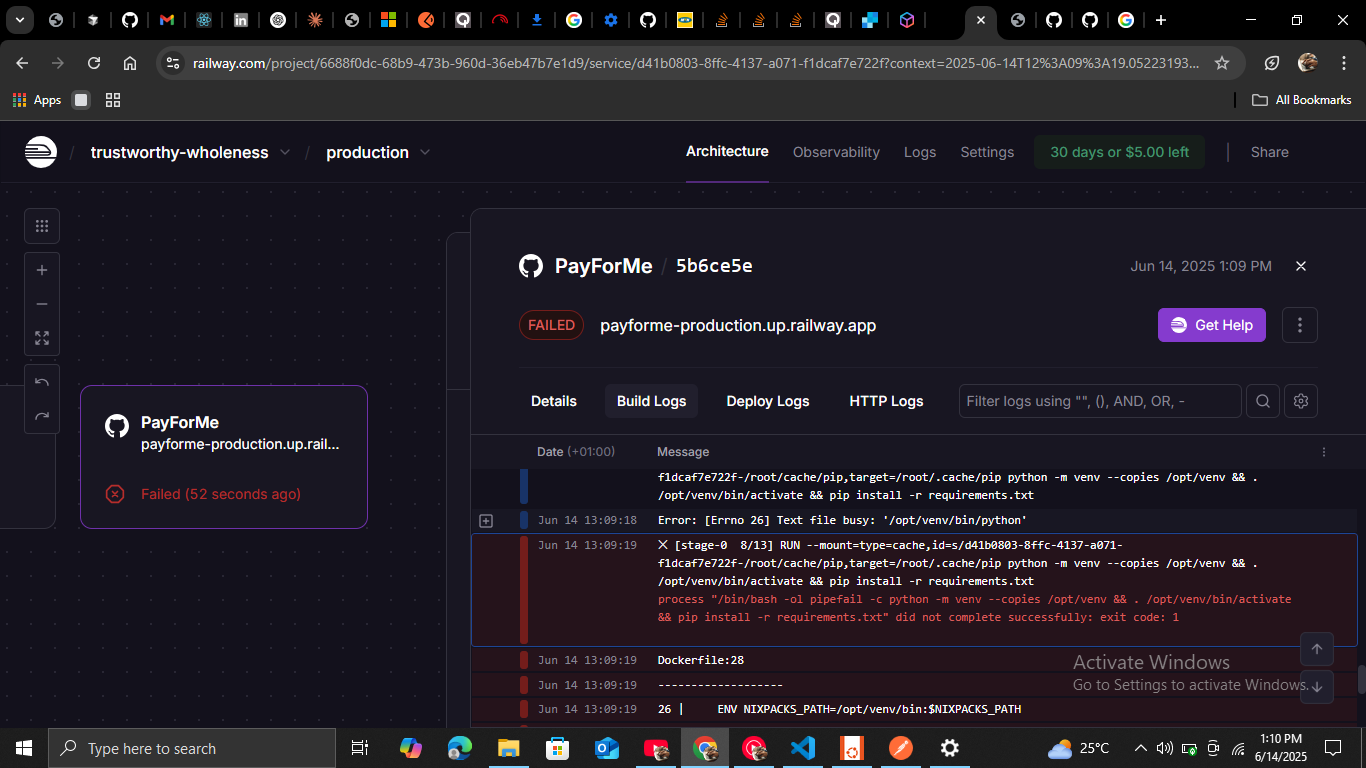 railway.com/project/6688f0dc-68b9-473b-960d-36eb47b7e1d9/service/d41b0803-8ffc-4137-a071-f1dcaf7e722f?context=2025-06-14T12%3A09%3A19.05223193...
Apps
All Bookmarks
/ trustworthy-wholeness / production
Architecture Observability Logs Settings 30 days or $5.00 left Share
PayForMe / 5b6ce5e Jun 14, 2025 1:09 PM
FAILED payforme-production.up.railway.app Get Help
Details Build Logs Deploy Logs HTTP Logs Filter logs using "", (), AND, OR, -
PayForMe
payforme-production.up.rail...
Failed (52 seconds ago)
Date (+01:00) Message
f1dcaf7e722f-/root/cache/pip,target=/root/.cache/pip python -m venv --copies /opt/venv && .
/opt/venv/bin/activate && pip install -r requirements.txt
Jun 14 13:09:18 Error: [Errno 26] Text file busy: '/opt/venv/bin/python'
Jun 14 13:09:19 ✕ [stage-0  8/13] RUN --mount=type=cache,id=s/d41b0803-8ffc-4137-a071-
f1dcaf7e722f-/root/cache/pip,target=/root/.cache/pip python -m venv --copies /opt/venv && .
/opt/venv/bin/activate && pip install -r requirements.txt
process "/bin/bash -ol pipefail -c python -m venv --copies /opt/venv && . /opt/venv/bin/activate
&& pip install -r requirements.txt" did not complete successfully: exit code: 1
Jun 14 13:09:19 Dockerfile:28
Jun 14 13:09:19 -------------------
Jun 14 13:09:19 26 |     ENV NIXPACKS_PATH=/opt/venv/bin:$NIXPACKS_PATH
Activate Windows
Go to Settings to activate Windows.
Type here to search
25°C
1:10 PM
6/14/2025